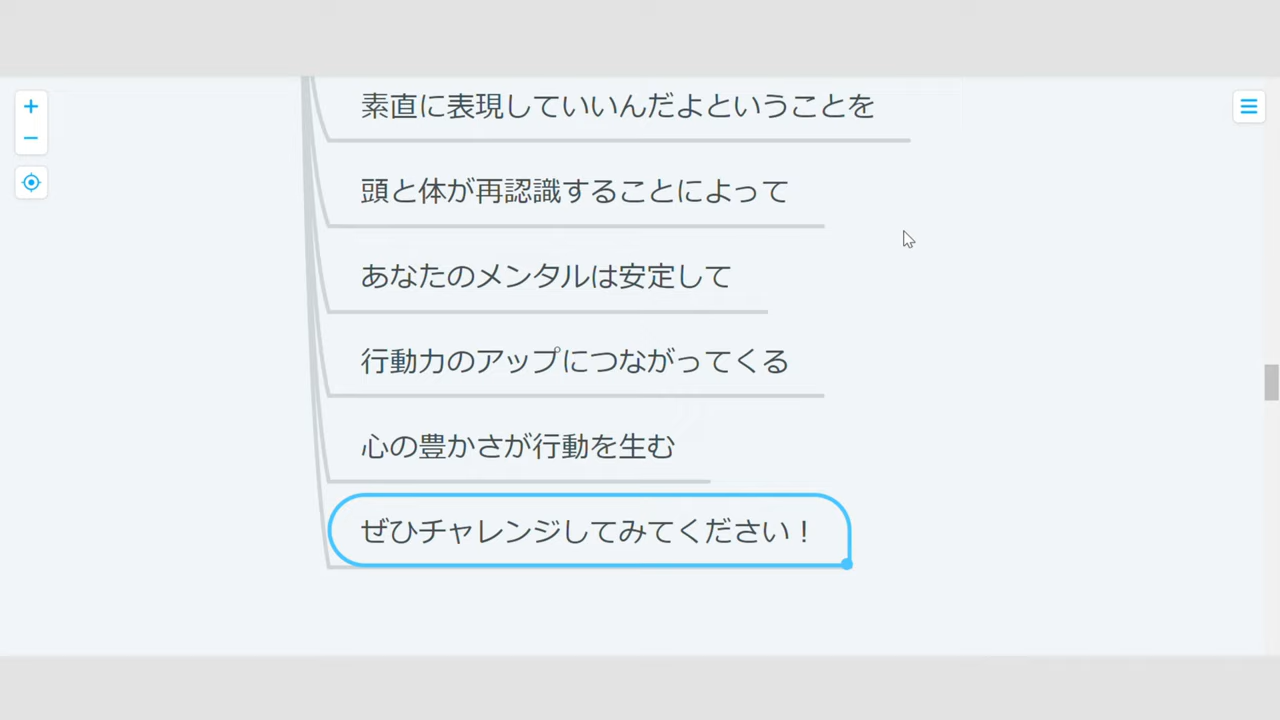 素直に表現していいんだよということを
頭と体が再認識することによって
あなたのメンタルは安定して
行動力のアップにつながってくる
心の豊かさが行動を生む
ぜひチャレンジしてみてください！